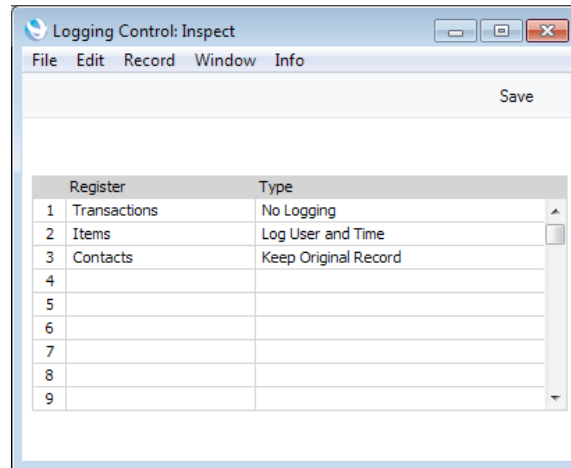 Logging Control: Inspect
File Edit Record Window Info
Save
Register Type
1 Transactions No Logging
2 Items Log User and Time
3 Contacts Keep Original Record
4
5
6
7
8
9